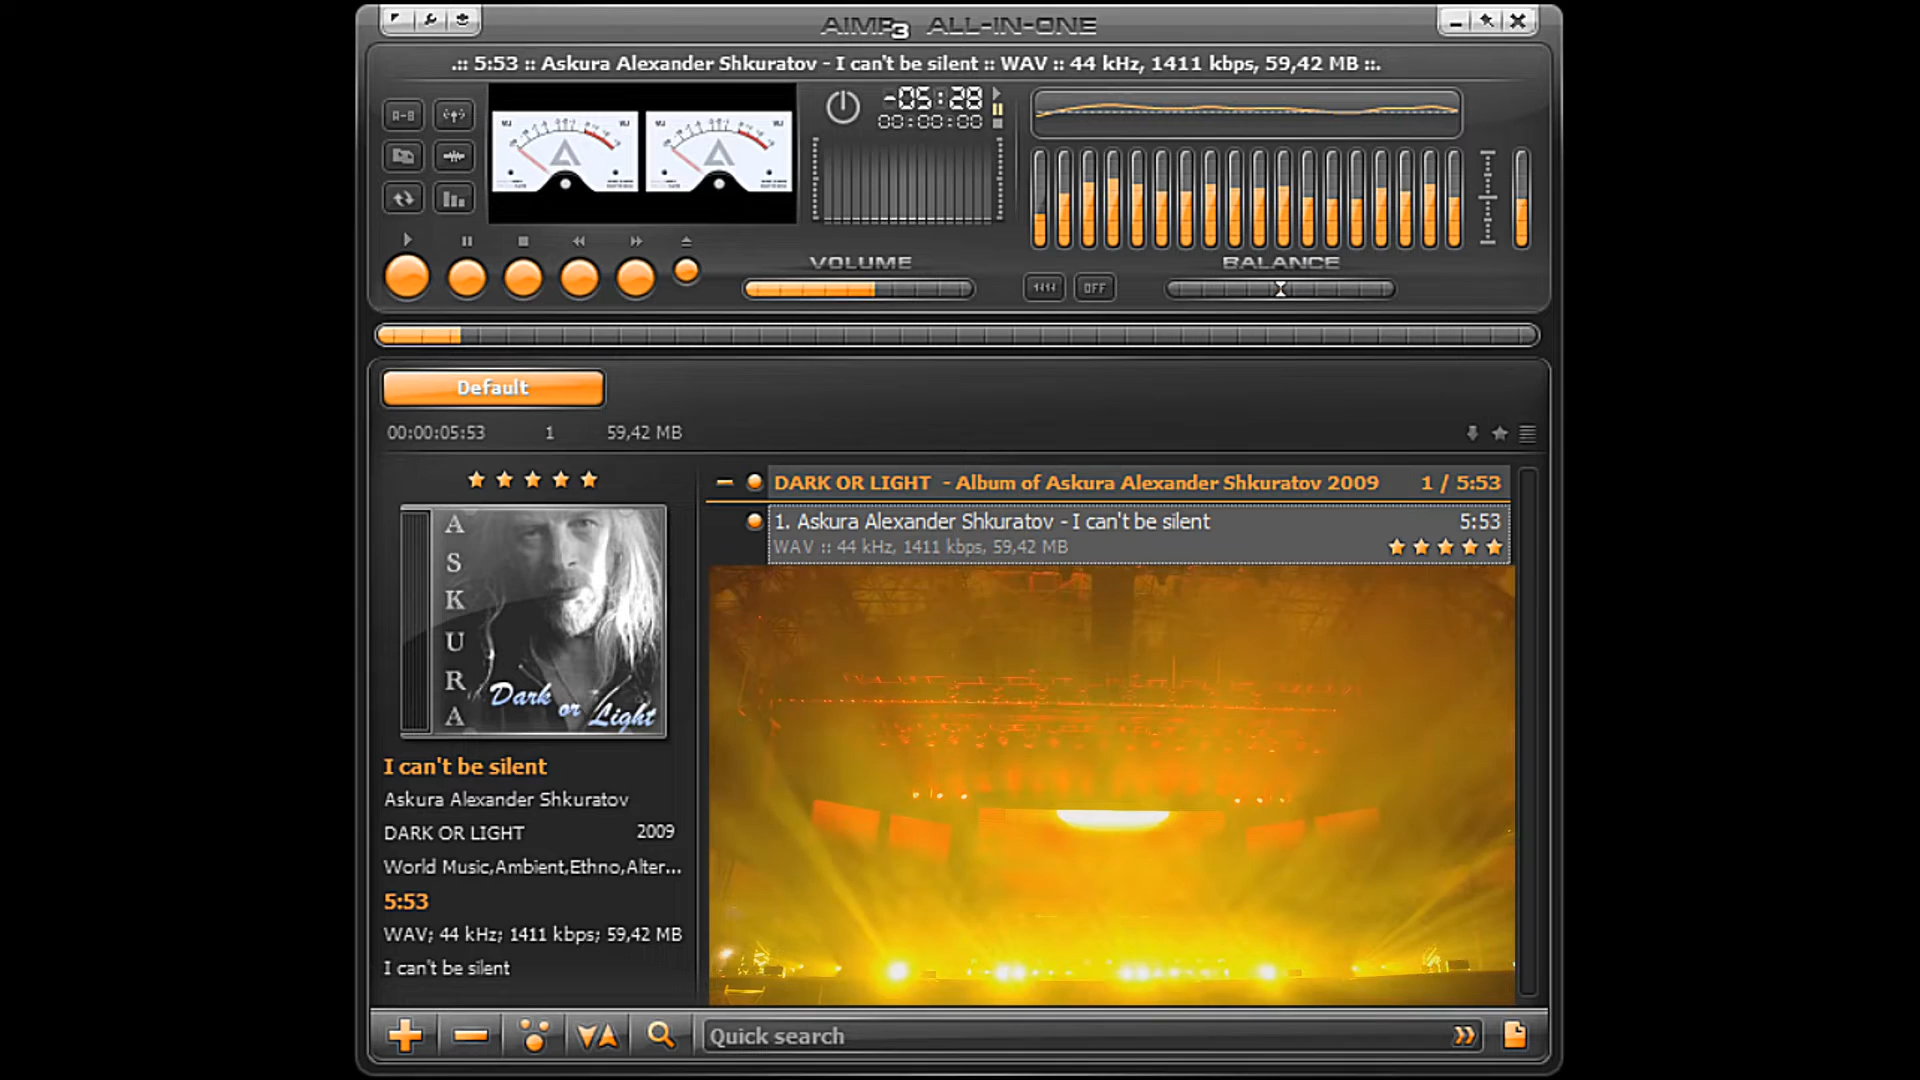 AIMP3 ALL-IN-ONE
.:: 5:53 :: Askura Alexander Shkuratov - I can't be silent :: WAV :: 44 kHz, 1411 kbps, 59,42 MB ::.
A-B
-05:28
00:00:00
VOLUME
OFF
BALANCE
Default
00:00:05:53 1 59,42 MB
DARK OR LIGHT - Album of Askura Alexander Shkuratov 2009 1 / 5:53
1. Askura Alexander Shkuratov - I can't be silent 5:53
WAV :: 44 kHz, 1411 kbps, 59,42 MB
ASKURA
Dark or Light
I can't be silent
Askura Alexander Shkuratov
DARK OR LIGHT 2009
World Music,Ambient,Ethno,Alter...
5:53
WAV; 44 kHz; 1411 kbps; 59,42 MB
I can't be silent
Quick search